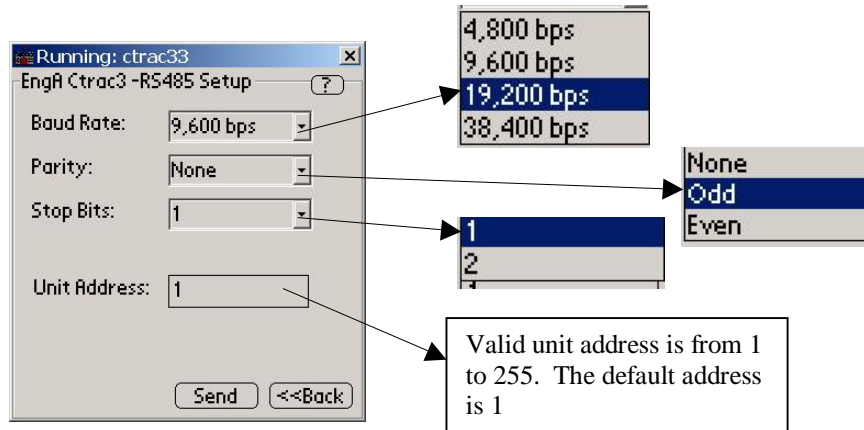 Running: ctrac33
EngA Ctrac3 -RS485 Setup
?
Baud Rate:
9,600 bps
Parity:
None
Stop Bits:
1
Unit Address:
1
Send
<<Back
4,800 bps
9,600 bps
19,200 bps
38,400 bps
None
Odd
Even
1
2
Valid unit address is from 1
to 255. The default address
is 1